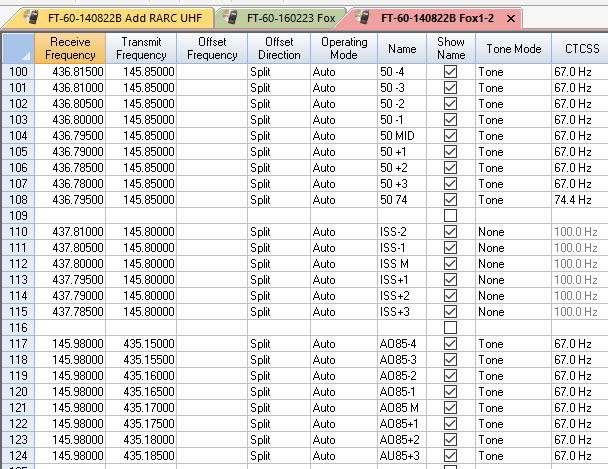 FT-60-140822B Add RARC UHF FT-60-160223 Fox FT-60-140822B Fox1-2
Receive Frequency Transmit Frequency Offset Frequency Offset Direction Operating Mode Name Show Name Tone Mode CTCSS
100 436.81500 145.85000 Split Auto 50 -4 Tone 67.0 Hz
101 436.81000 145.85000 Split Auto 50 -3 Tone 67.0 Hz
102 436.80500 145.85000 Split Auto 50 -2 Tone 67.0 Hz
103 436.80000 145.85000 Split Auto 50 -1 Tone 67.0 Hz
104 436.79500 145.85000 Split Auto 50 MID Tone 67.0 Hz
105 436.79000 145.85000 Split Auto 50 +1 Tone 67.0 Hz
106 436.78500 145.85000 Split Auto 50 +2 Tone 67.0 Hz
107 436.78000 145.85000 Split Auto 50 +3 Tone 67.0 Hz
108 436.79500 145.85000 Split Auto 50 74 Tone 74.4 Hz
109
110 437.81000 145.80000 Split Auto ISS-2 None 100.0 Hz
111 437.80500 145.80000 Split Auto ISS-1 None 100.0 Hz
112 437.80000 145.80000 Split Auto ISS M None 100.0 Hz
113 437.79500 145.80000 Split Auto ISS+1 None 100.0 Hz
114 437.79000 145.80000 Split Auto ISS+2 None 100.0 Hz
115 437.78500 145.80000 Split Auto ISS+3 None 100.0 Hz
116
117 145.98000 435.15000 Split Auto AO85-4 Tone 67.0 Hz
118 145.98000 435.15500 Split Auto AO85-3 Tone 67.0 Hz
119 145.98000 435.16000 Split Auto AO85-2 Tone 67.0 Hz
120 145.98000 435.16500 Split Auto AO85-1 Tone 67.0 Hz
121 145.98000 435.17000 Split Auto AO85 M Tone 67.0 Hz
122 145.98000 435.17500 Split Auto AO85+1 Tone 67.0 Hz
123 145.98000 435.18000 Split Auto AO85+2 Tone 67.0 Hz
124 145.98000 435.18500 Split Auto AU85+3 Tone 67.0 Hz